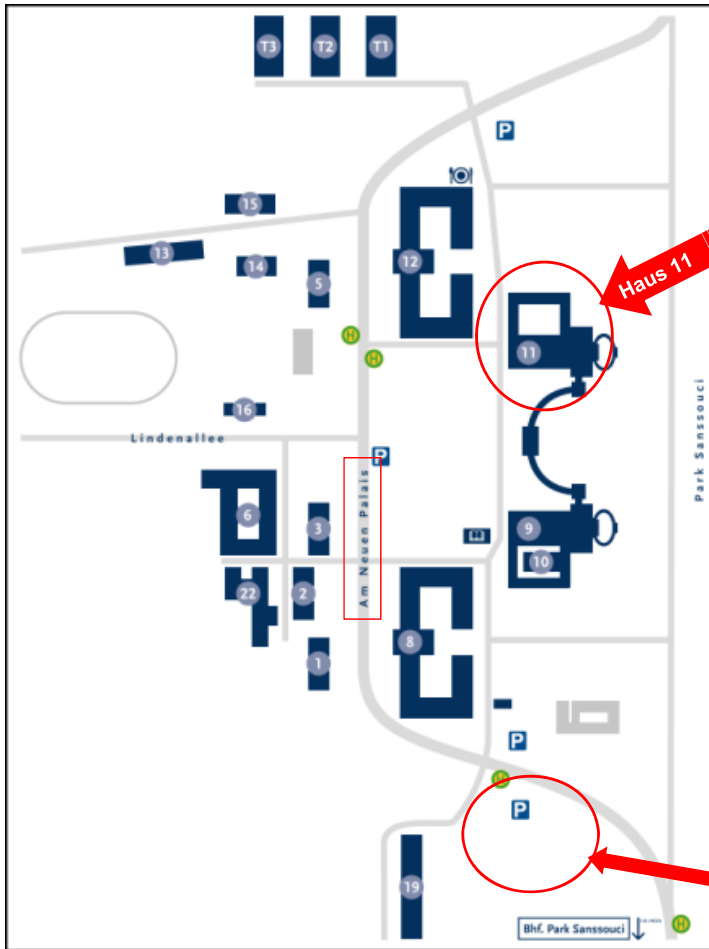 T3
T2
T1
P
15
13
14
5
12
Haus 11
11
H
H
16
Lindenallee
P
Am Neuen Palais
Park Sanssouci
6
3
9
10
22
2
8
1
P
H
P
19
Bhf. Park Sanssouci
H